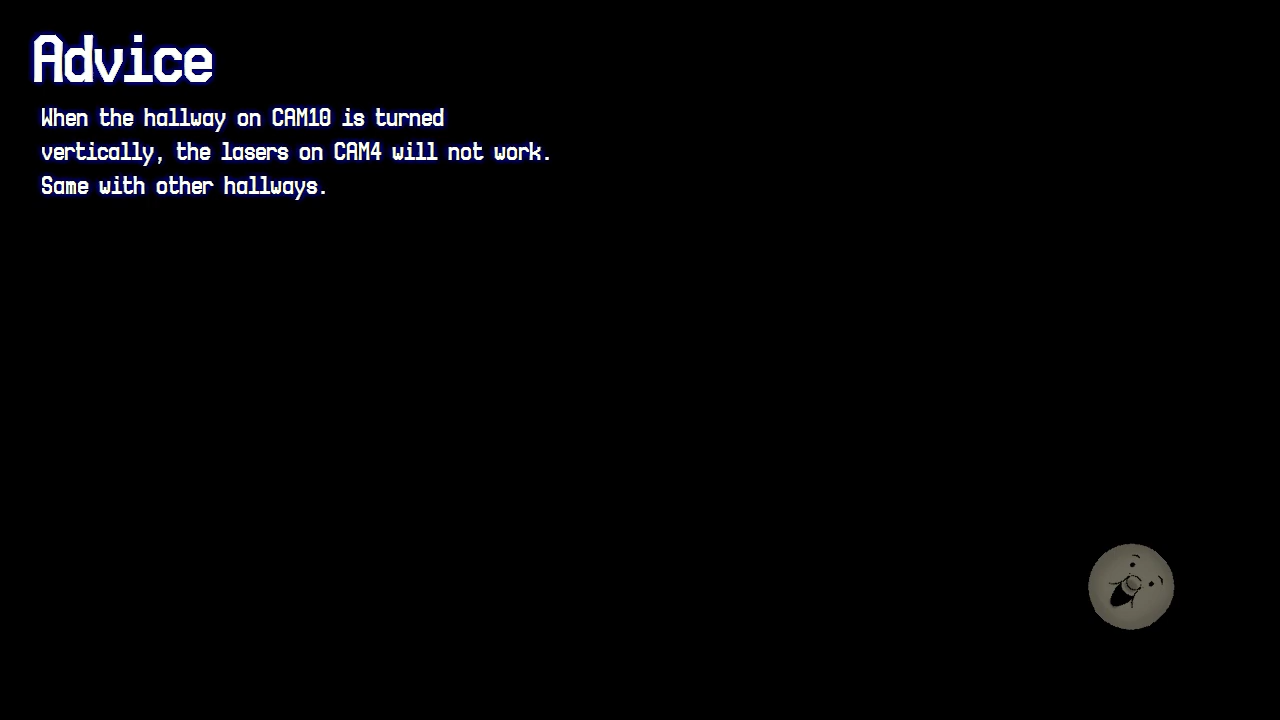 Advice
When the hallway on CAM10 is turned
vertically, the lasers on CAM4 will not work.
Same with other hallways.